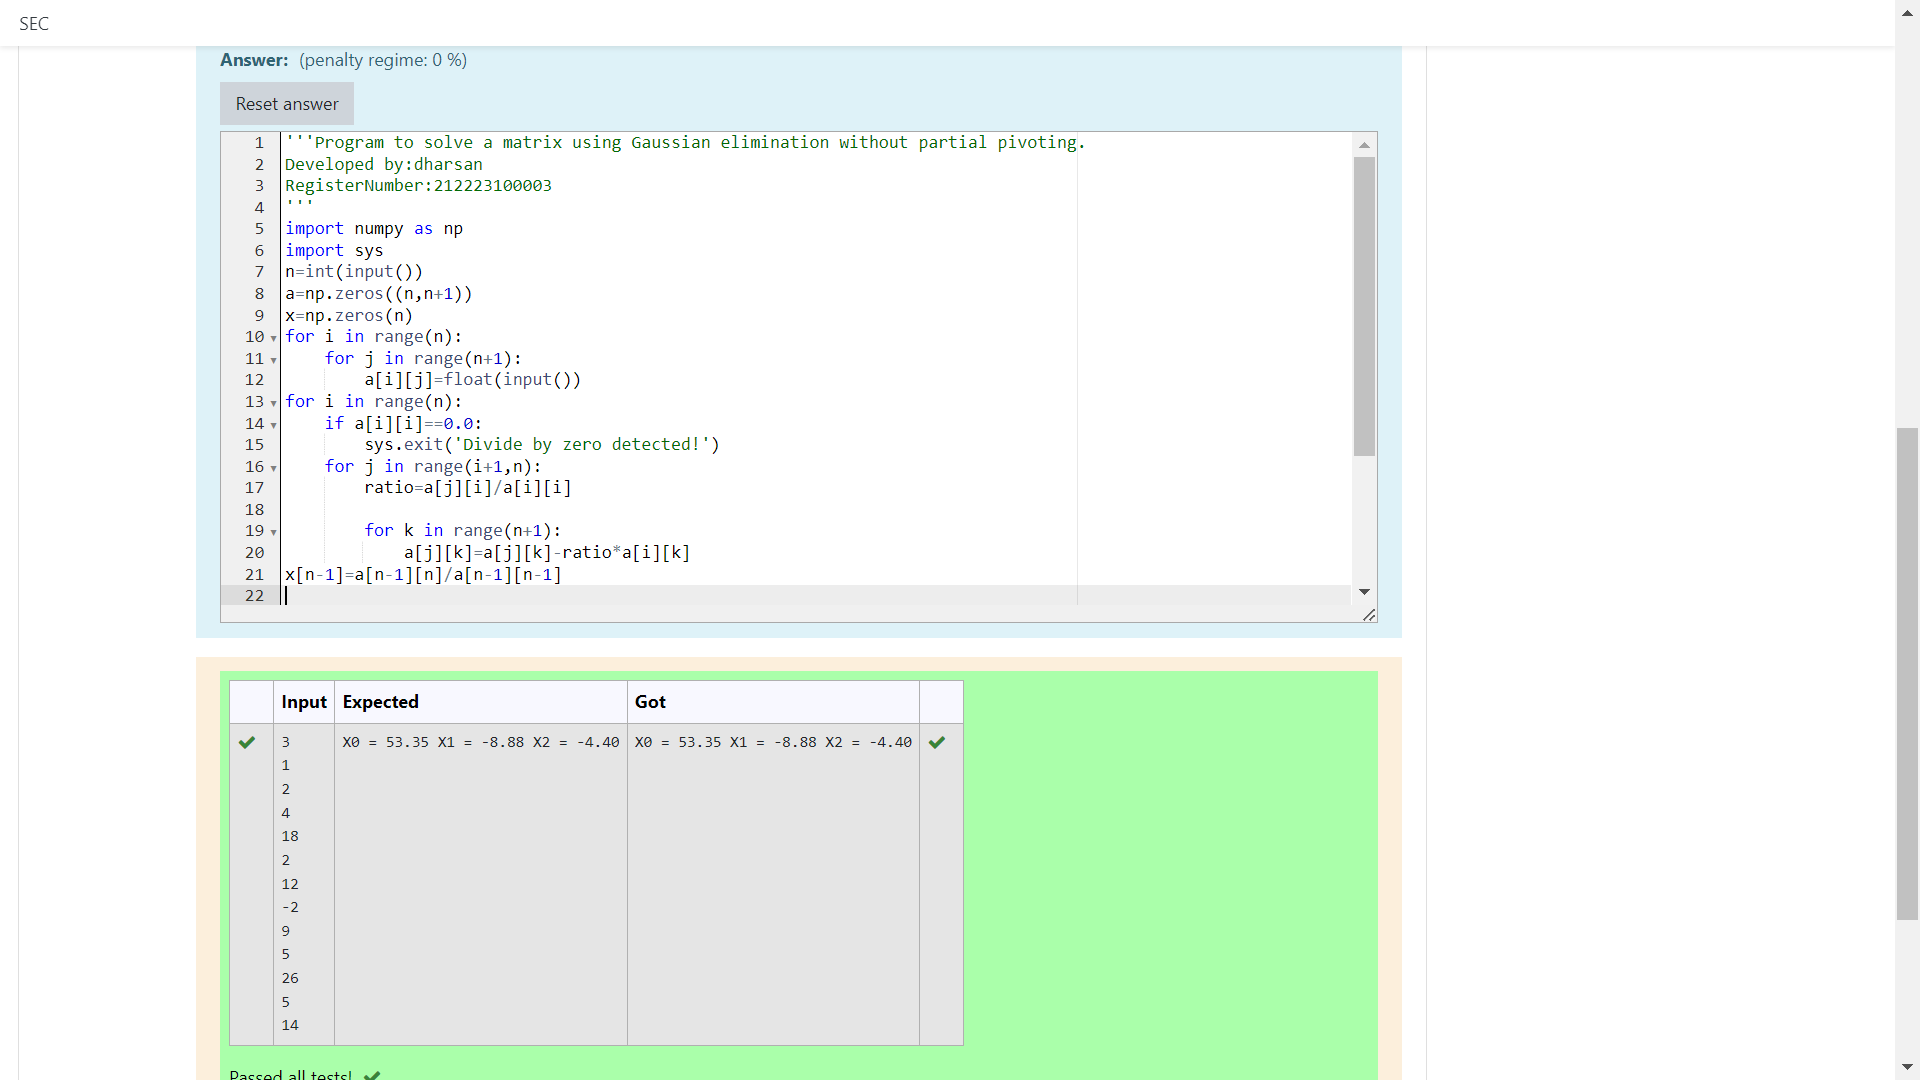 SEC
Answer: (penalty regime: 0 %)
Reset answer
1 '''Program to solve a matrix using Gaussian elimination without partial pivoting.
2 Developed by:dharsan
3 RegisterNumber:212223100003
4 '''
5 import numpy as np
6 import sys
7 n=int(input())
8 a=np.zeros((n,n+1))
9 x=np.zeros(n)
10 for i in range(n):
11     for j in range(n+1):
12         a[i][j]=float(input())
13 for i in range(n):
14     if a[i][i]==0.0:
15         sys.exit('Divide by zero detected!')
16     for j in range(i+1,n):
17         ratio=a[j][i]/a[i][i]
18
19         for k in range(n+1):
20             a[j][k]=a[j][k]-ratio*a[i][k]
21 x[n-1]=a[n-1][n]/a[n-1][n-1]
22
Input Expected Got
3 X0 = 53.35 X1 = -8.88 X2 = -4.40 X0 = 53.35 X1 = -8.88 X2 = -4.40
1
2
4
18
2
12
-2
9
5
26
5
14
Passed all tests!